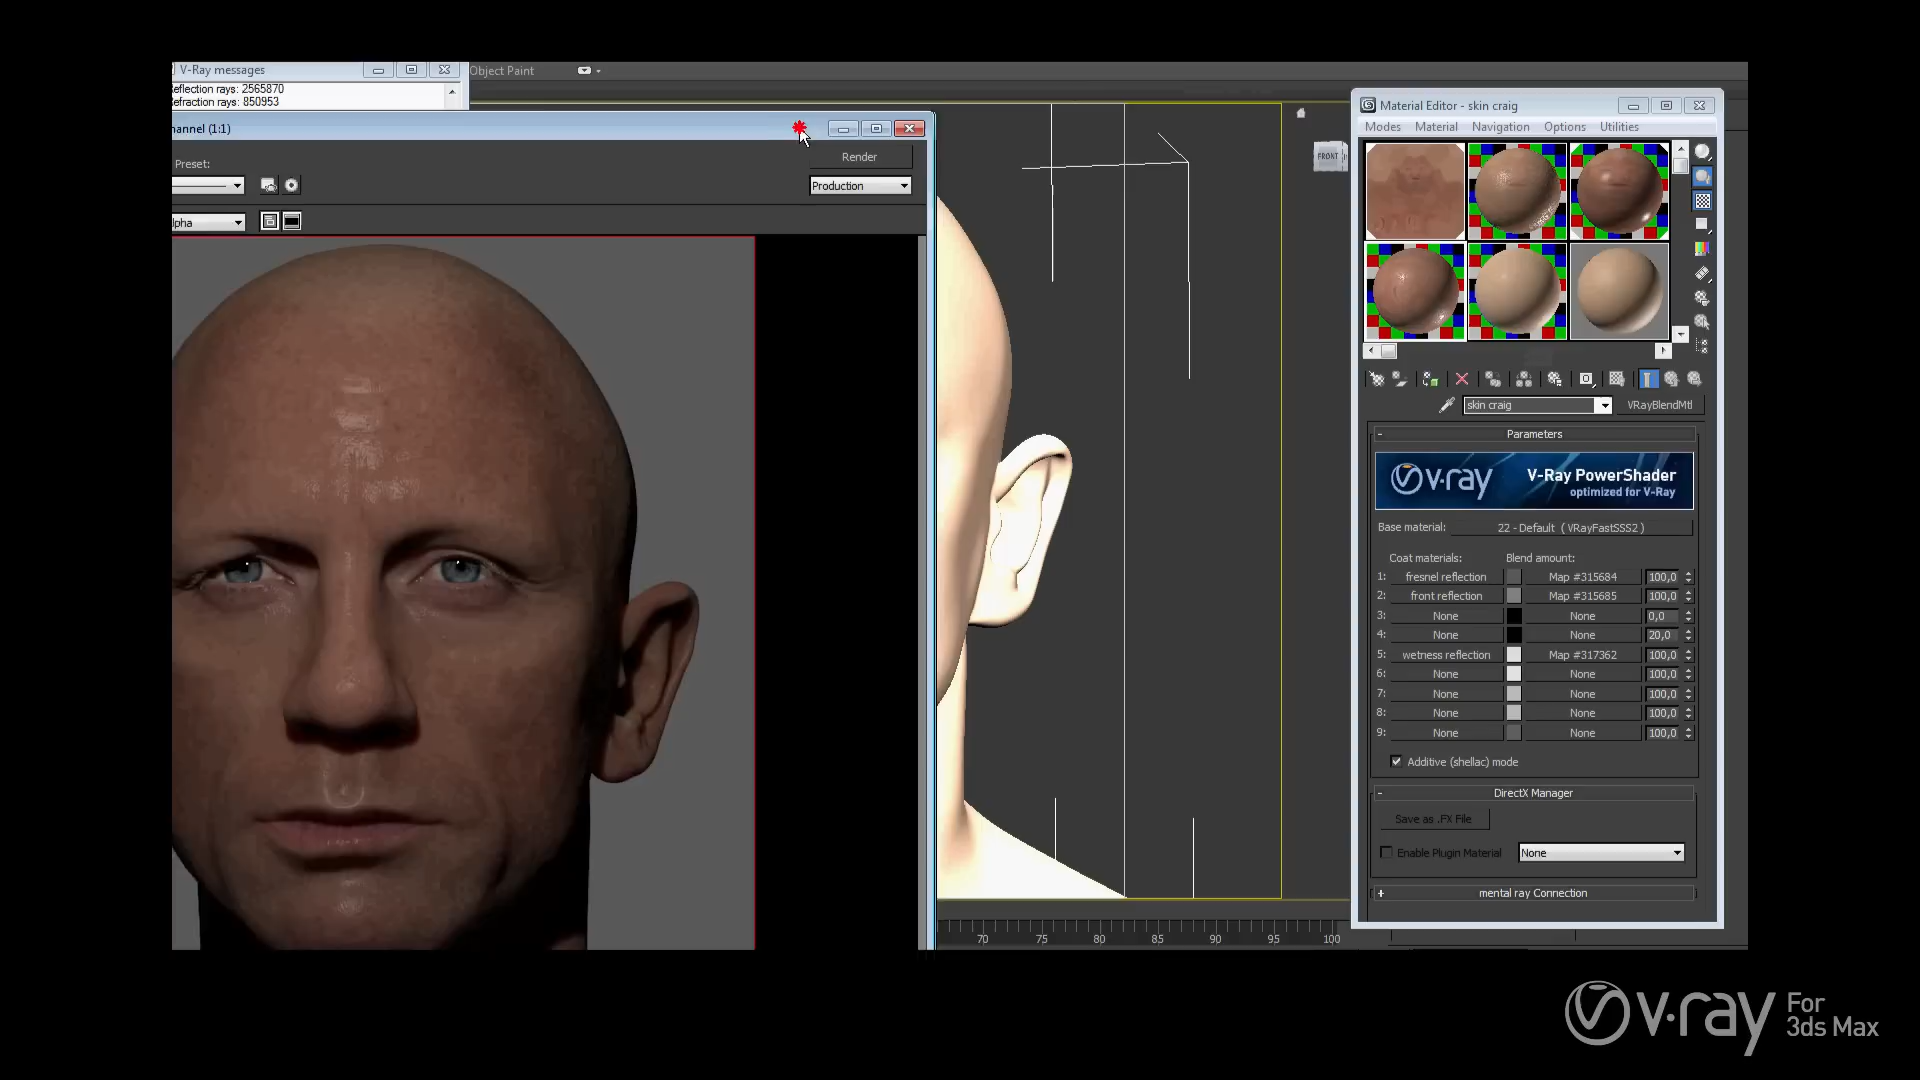 V-Ray messages
Reflection rays: 2565870
Refraction rays: 850953
Object Paint
hannel (1:1)
Preset:
Render
Production
lpha
FRONT
70 75 80 85 90 95 100
Material Editor - skin craig
Modes Material Navigation Options Utilities
skin craig VRayBlendMtl
- Parameters
v·ray V-Ray PowerShader
optimized for V-Ray
Base material: 22 - Default ( VRayFastSSS2 )
Coat materials: Blend amount:
1: fresnel reflection Map #315684 100,0
2: front reflection Map #315685 100,0
3: None None 0,0
4: None None 20,0
5: wetness reflection Map #317362 100,0
6: None None 100,0
7: None None 100,0
8: None None 100,0
9: None None 100,0
Additive (shellac) mode
- DirectX Manager
Save as .FX File
Enable Plugin Material None
+ mental ray Connection
v·ray For
3ds Max